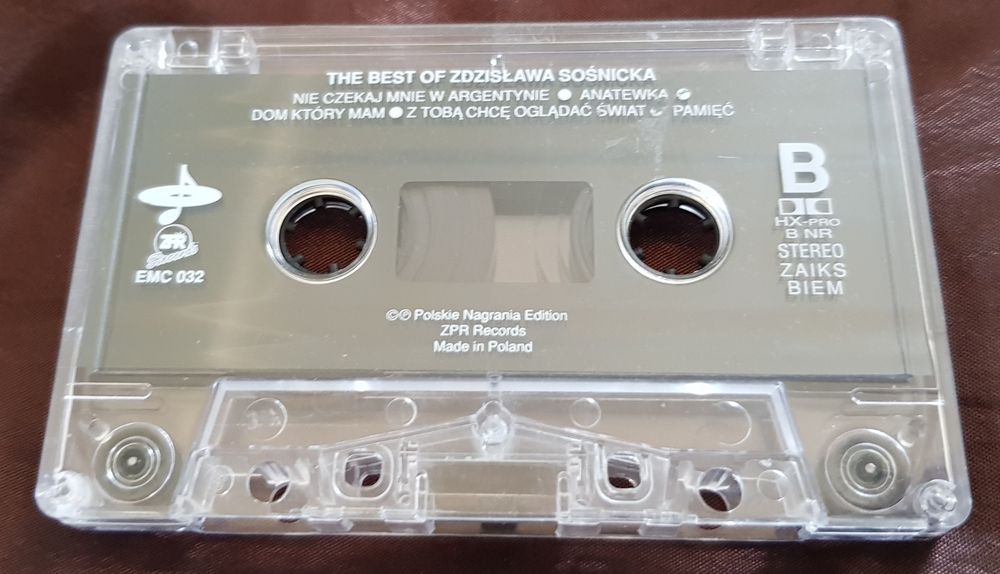 THE BEST OF ZDZISŁAWA SOŚNICKA
NIE CZEKAJ MNIE W ARGENTYNIE ● ANATEWKA ●
DOM KTÓRY MAM ● Z TOBĄ CHCĘ OGLĄDAĆ ŚWIAT ● PAMIĘĆ
B
HX-PRO
B NR
STEREO
ZAIKS
BIEM
ZPR
Records
EMC 032
©℗ Polskie Nagrania Edition
ZPR Records
Made in Poland